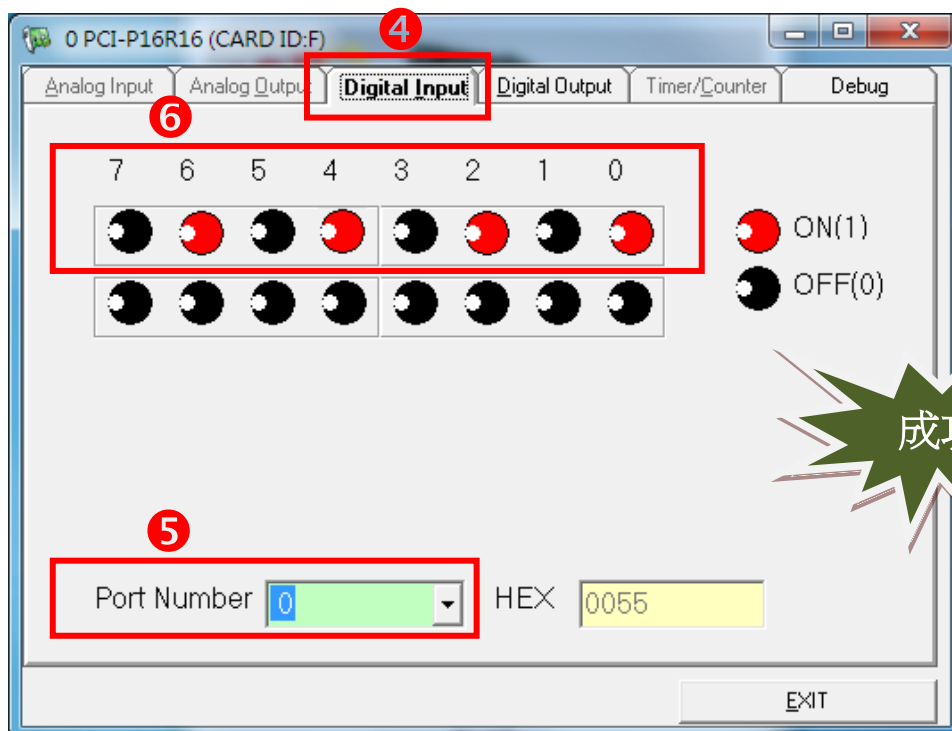 0 PCI-P16R16 (CARD ID:F)
4
Analog Input Analog Output Digital Input Digital Output Timer/Counter Debug
6
7 6 5 4 3 2 1 0
ON(1)
OFF(0)
成
5
Port Number 0 HEX 0055
EXIT